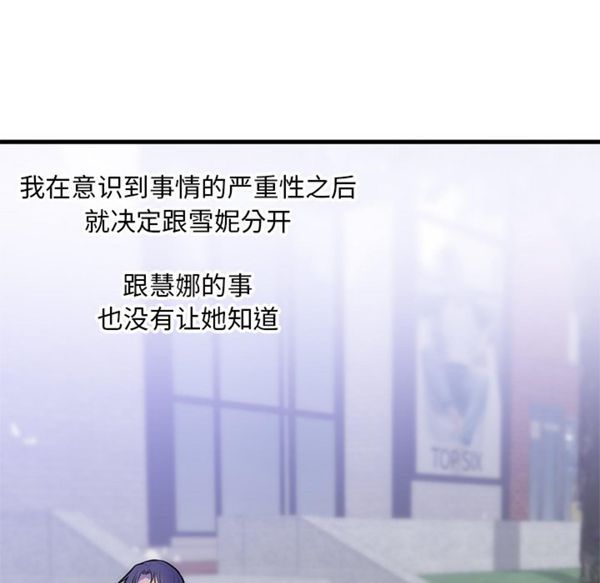 我在意识到事情的严重性之后
就决定跟雪妮分开
跟慧娜的事
也没有让她知道
TOPSIX